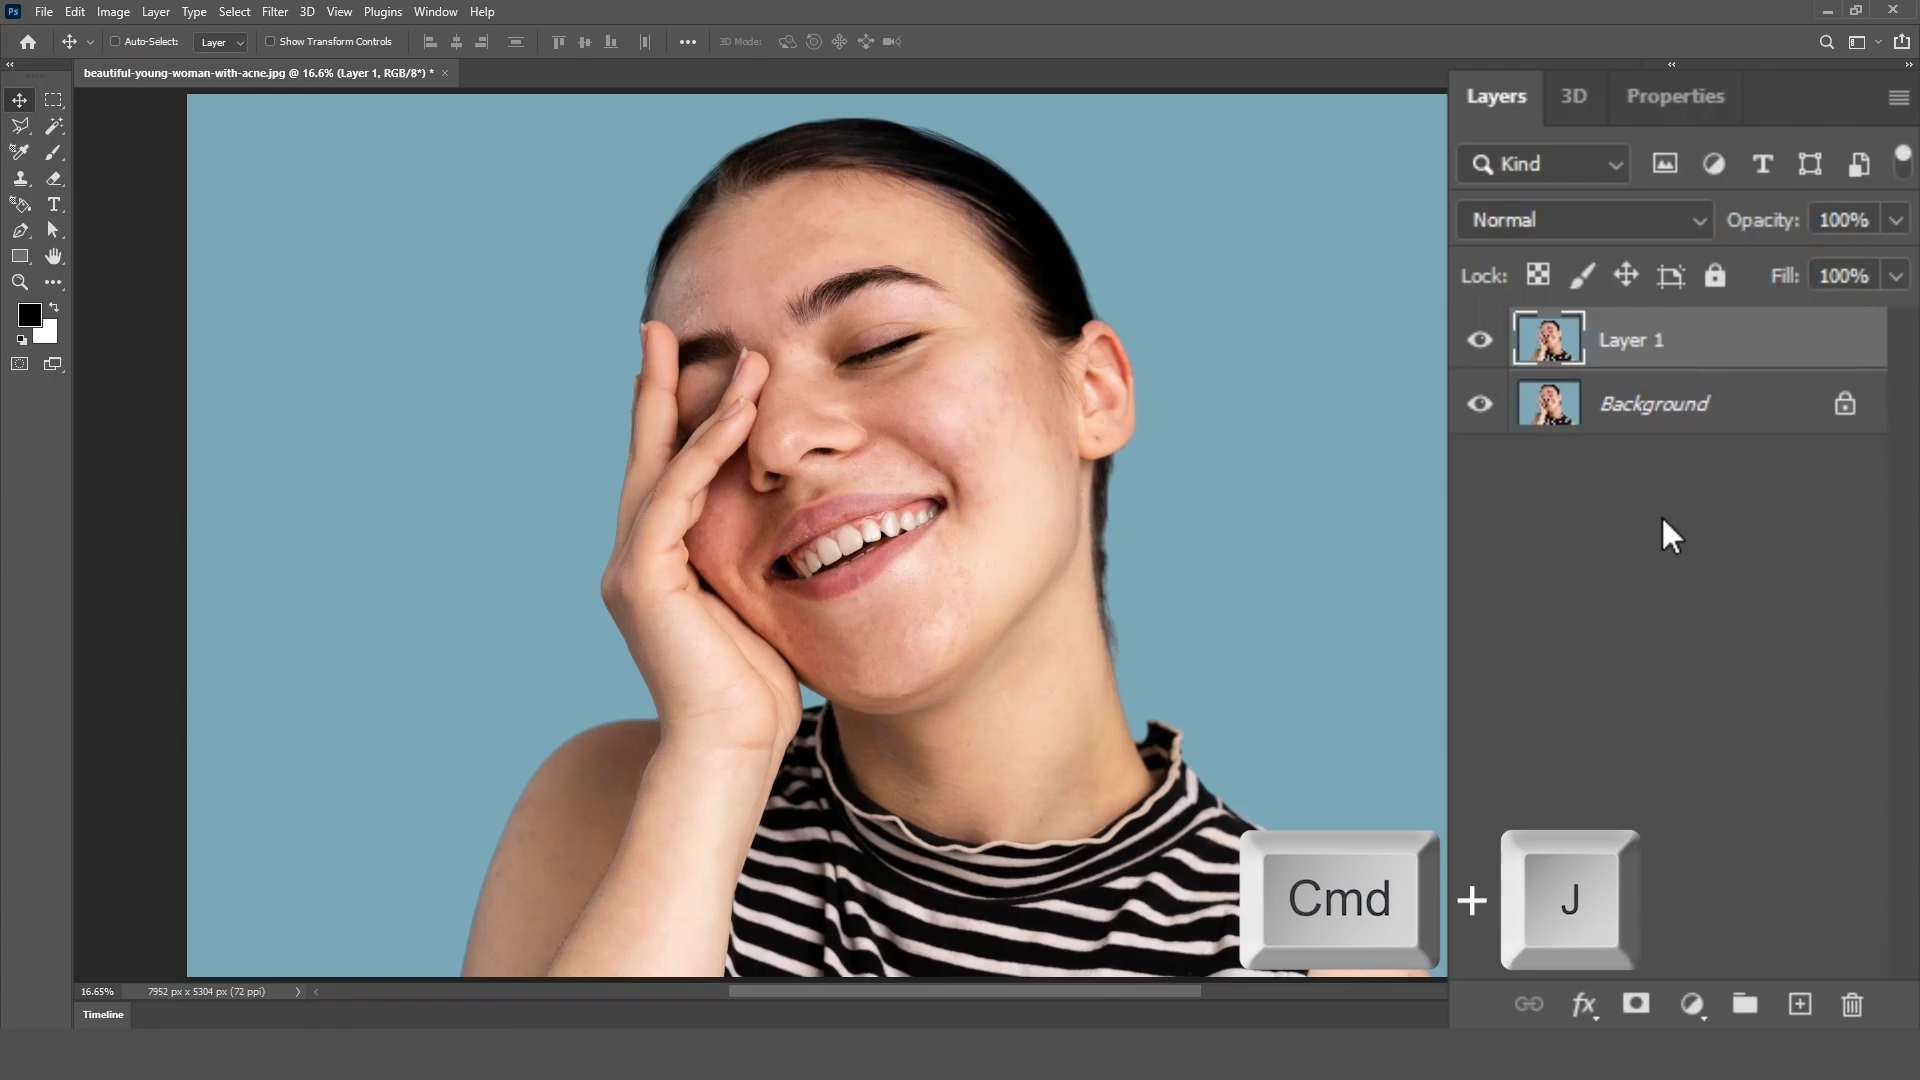 Ps File Edit Image Layer Type Select Filter 3D View Plugins Window Help
Auto-Select: Layer Show Transform Controls 3D Mode:
beautiful-young-woman-with-acne.jpg @ 16.6% (Layer 1, RGB/8*) *
Layers 3D Properties
Kind
Normal Opacity: 100%
Lock: Fill: 100%
Layer 1
Background
Cmd + J
fx
16.65% 7952 px x 5304 px (72 ppi)
Timeline